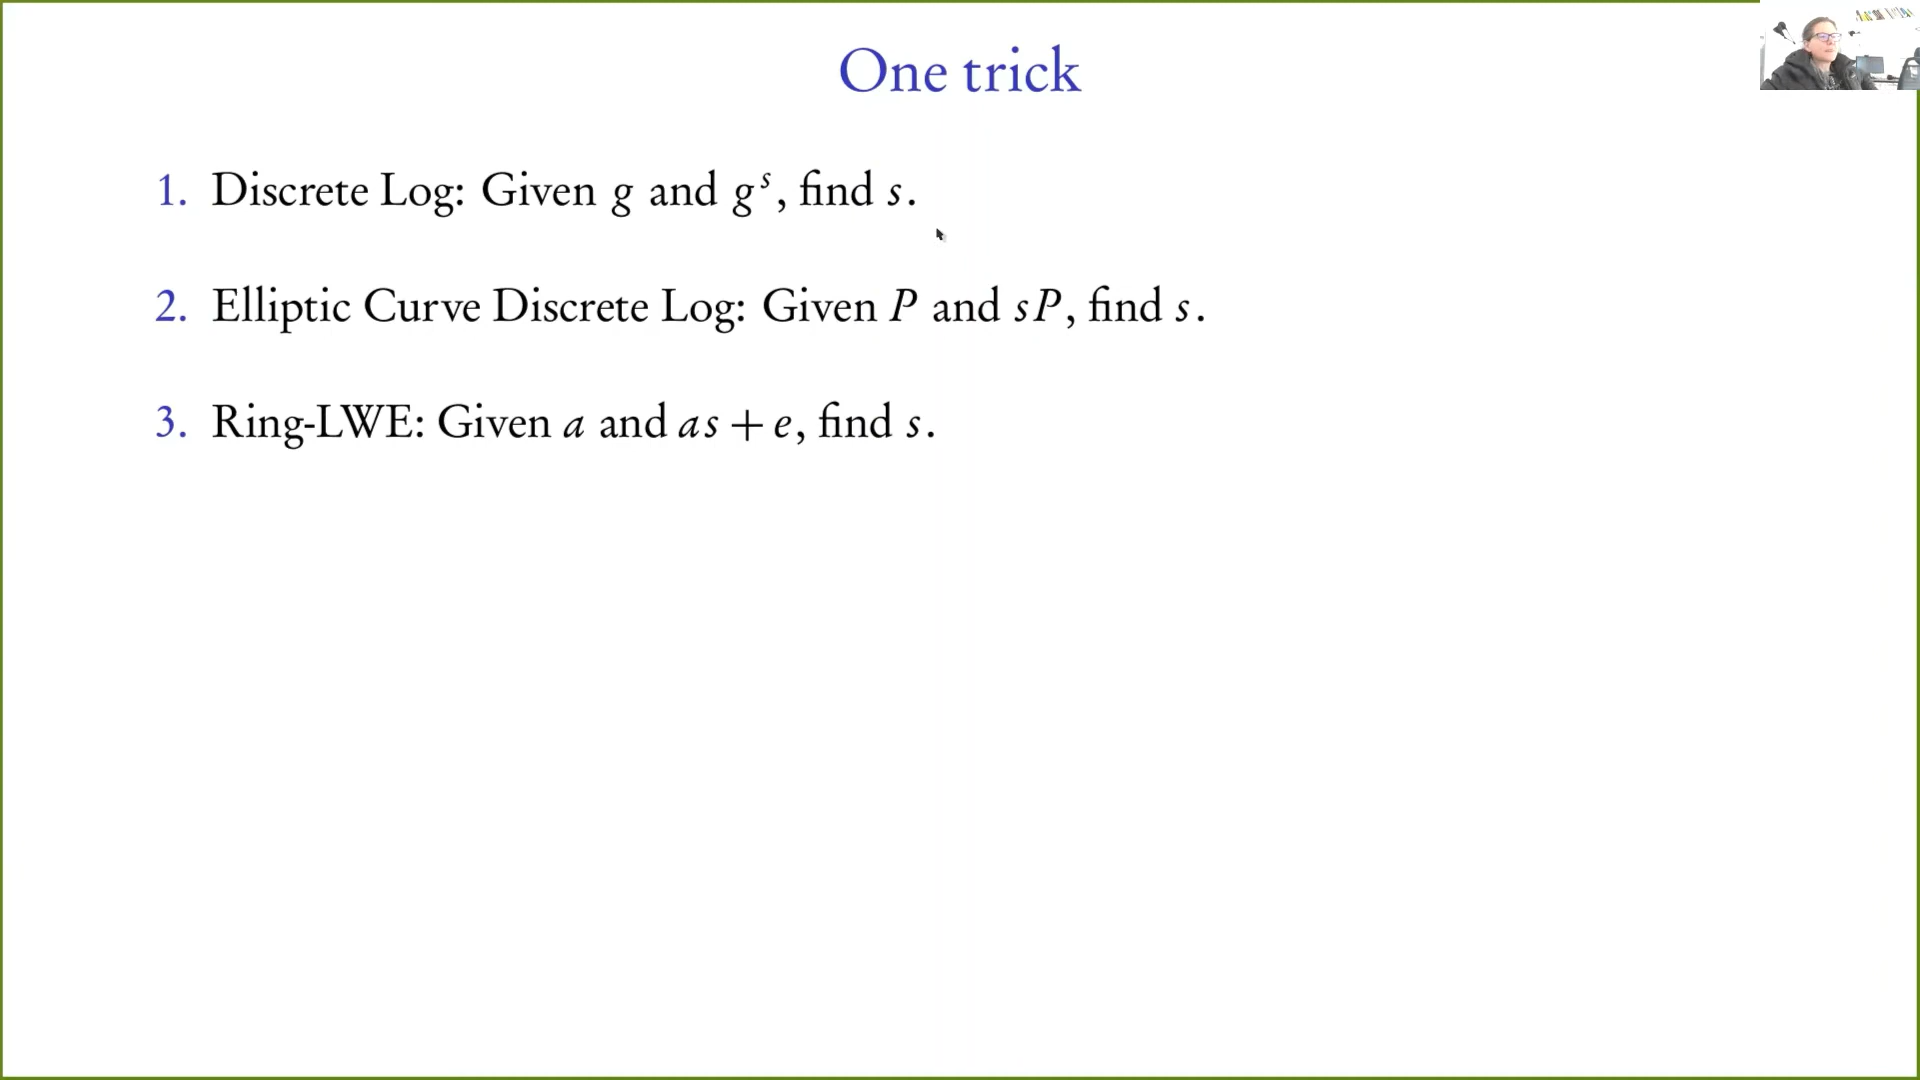 One trick
1. Discrete Log: Given g and gˢ, find s.
2. Elliptic Curve Discrete Log: Given P and sP, find s.
3. Ring-LWE: Given a and as + e, find s.